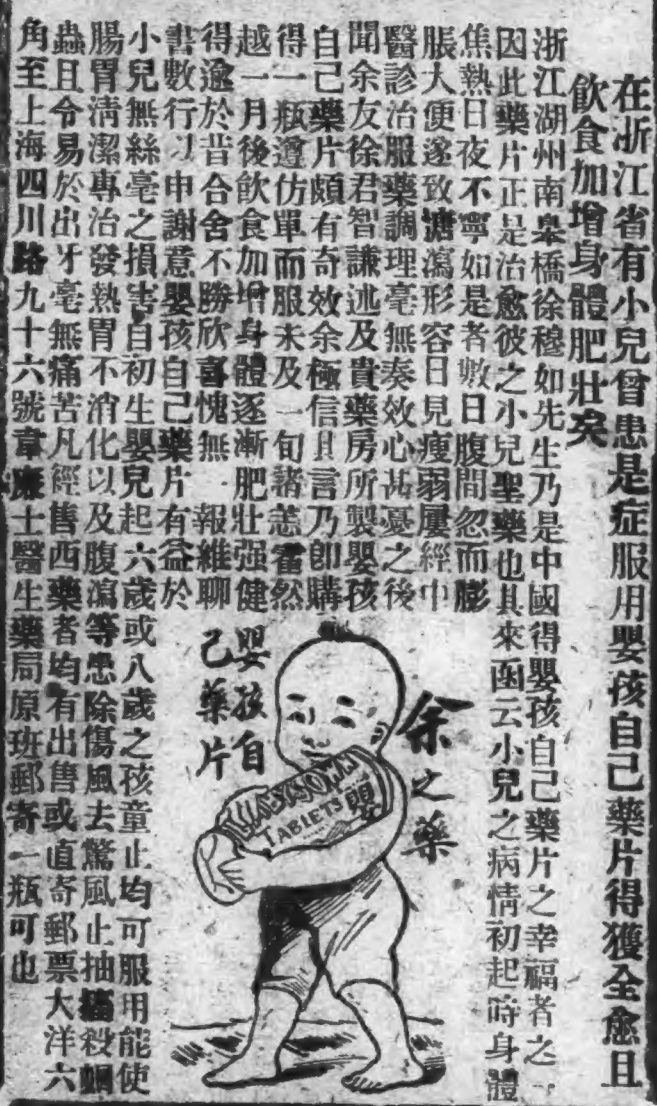 在浙江省有小兒曾患是症服用嬰孩自己藥片得獲全愈且
飲食加增身體肥壯矣
浙江湖州南皋橋徐穆如先生乃是中國得嬰孩自己藥片之幸福者之一
因此藥片正是治愈彼之小兒聖藥也其來函云小兒之病情初起時身體
焦熱日夜不寧如是者數日腹間忽而膨
脹大便遂致溏瀉形容日見瘦弱屢經中
醫診治服藥調理毫無奏效心甚憂之後
聞余友徐君智謙述及貴藥房所製嬰孩
自己藥片頗有奇效余極信其言乃卽購
得一瓶遵仿單而服未及一旬諸恙霍然
越一月後飲食加增身體逐漸肥壯强健
得逾於昔合舍不勝欣喜愧無一報維聊
書數行以申謝意嬰孩自己藥片有益於
小兒無絲毫之損害自初生嬰兒起六歲或八歲之孩童止均可服用能使
腸胃淸潔專治發熱胃不消化以及腹瀉等患除傷風去驚風止抽搐殺蛔
蟲且令易於出牙毫無痛苦凡經售西藥者均有出售或直寄郵票大洋六
角至上海四川路九十六號韋廉士醫生藥局原班郵寄一瓶可也
余之藥
嬰孩自
己藥片
BABY'S OWN
TABLETS
嬰